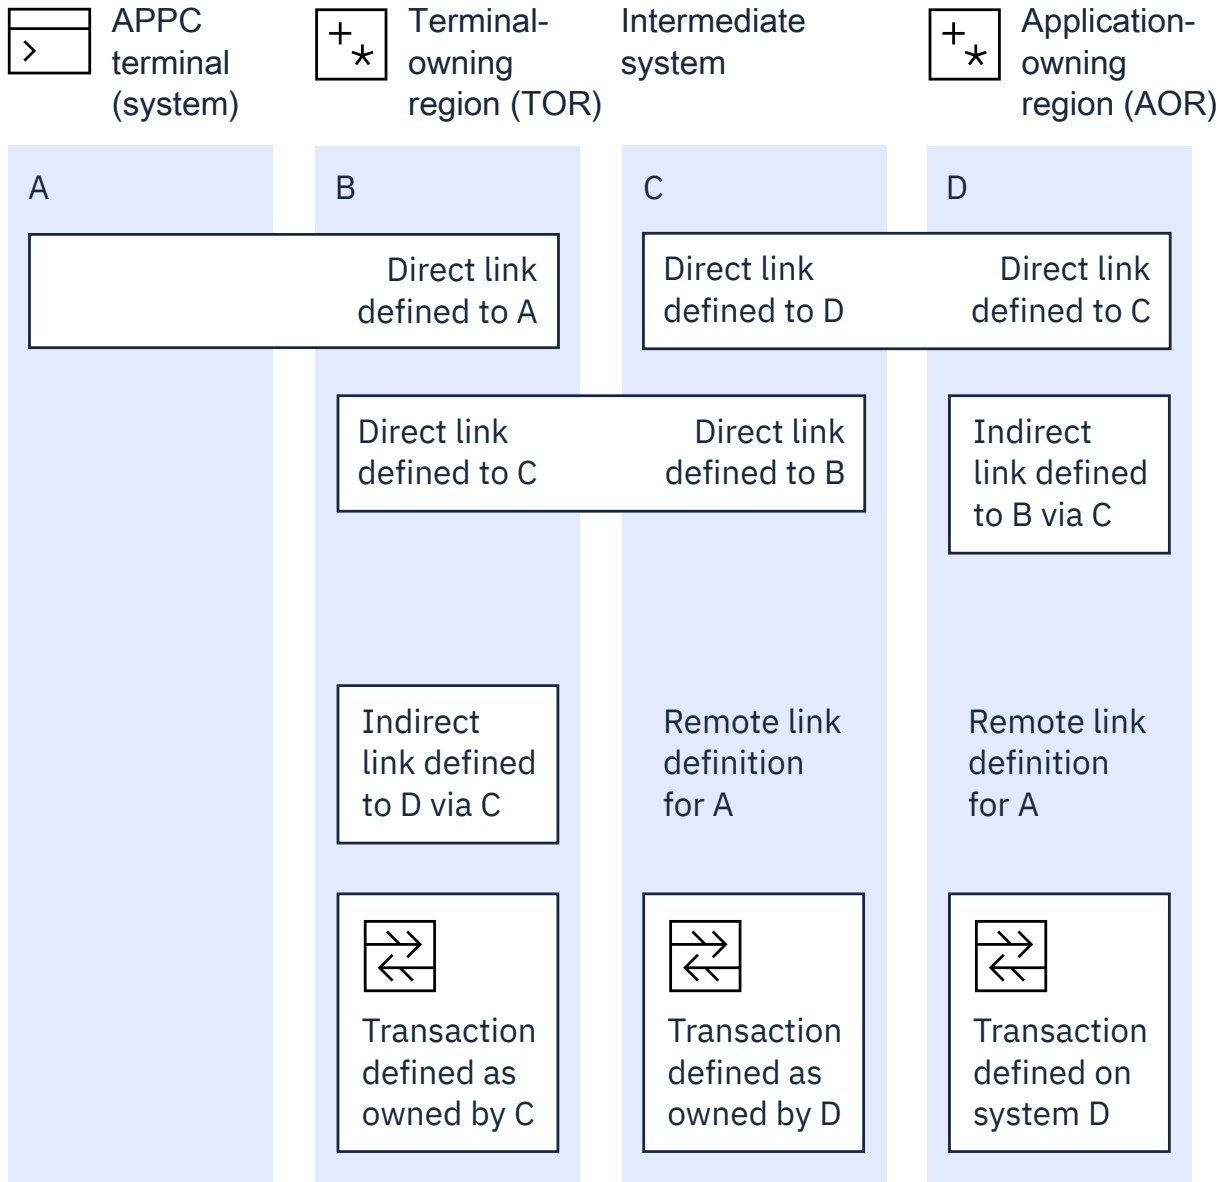 APPC
terminal
(system)
Terminal-
owning
region (TOR)
Intermediate
system
Application-
owning
region (AOR)
A
B
C
D
Direct link
defined to A
Direct link
defined to D
Direct link
defined to C
Direct link
defined to C
Direct link
defined to B
Indirect
link defined
to B via C
Indirect
link defined
to D via C
Remote link
definition
for A
Remote link
definition
for A
Transaction
defined as
owned by C
Transaction
defined as
owned by D
Transaction
defined on
system D